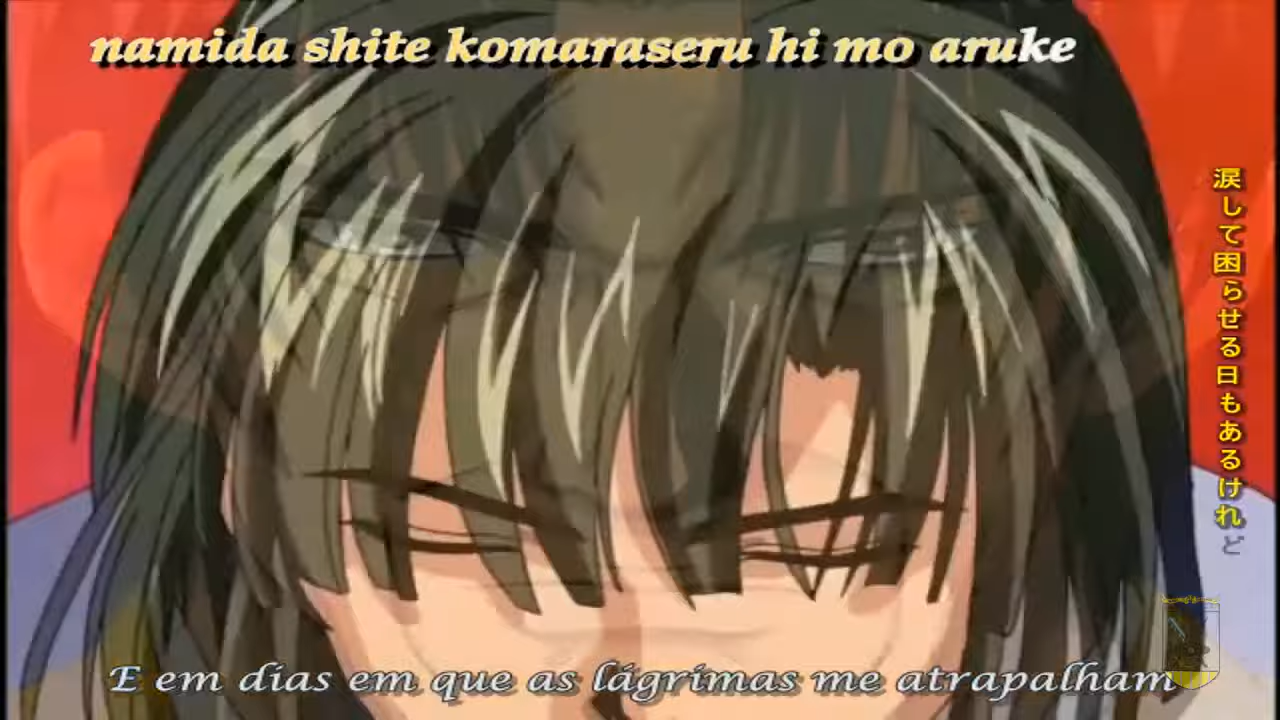 namida shite komaraseru hi mo aruke
涙して困らせる日もあるけれど
E em dias em que as lágrimas me atrapalham